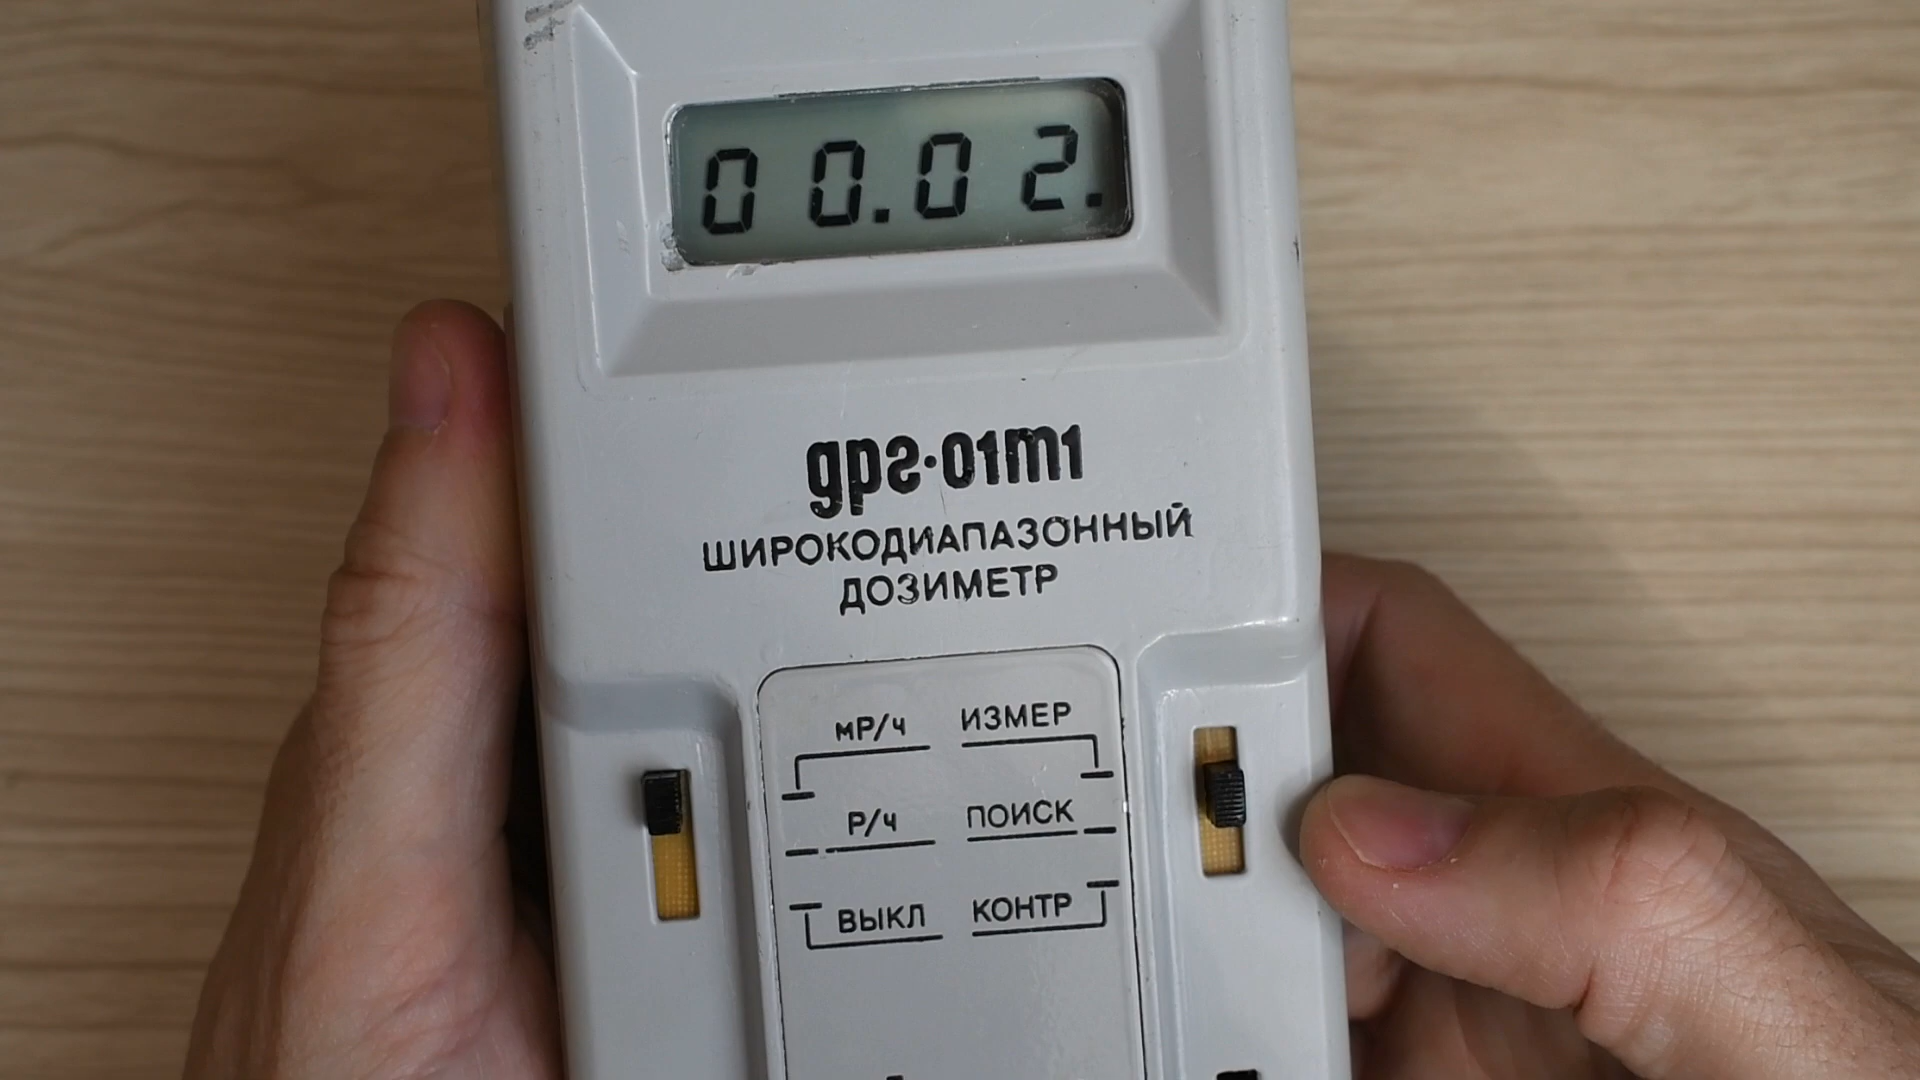 00.02.
дрг·01т1
ШИРОКОДИАПАЗОННЫЙ
ДОЗИМЕТР
мР/ч ИЗМЕР
Р/ч ПОИСК
ВЫКЛ КОНТР